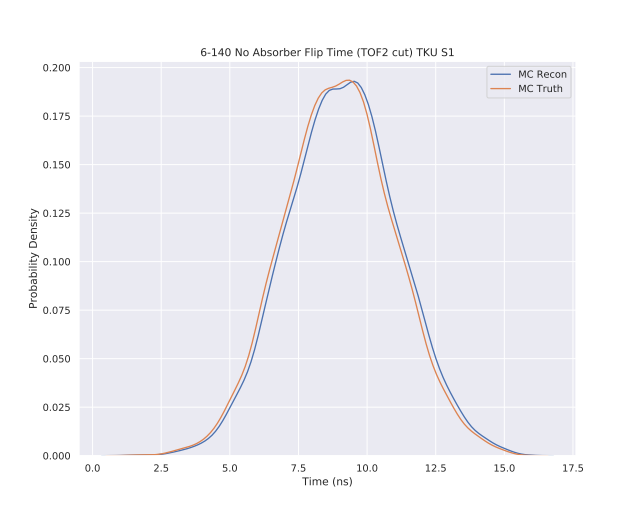 6-140 No Absorber Flip Time (TOF2 cut) TKU S1
MC Recon
MC Truth
Probability Density
0.200
0.175
0.150
0.125
0.100
0.075
0.050
0.025
0.000
0.0 2.5 5.0 7.5 10.0 12.5 15.0 17.5
Time (ns)